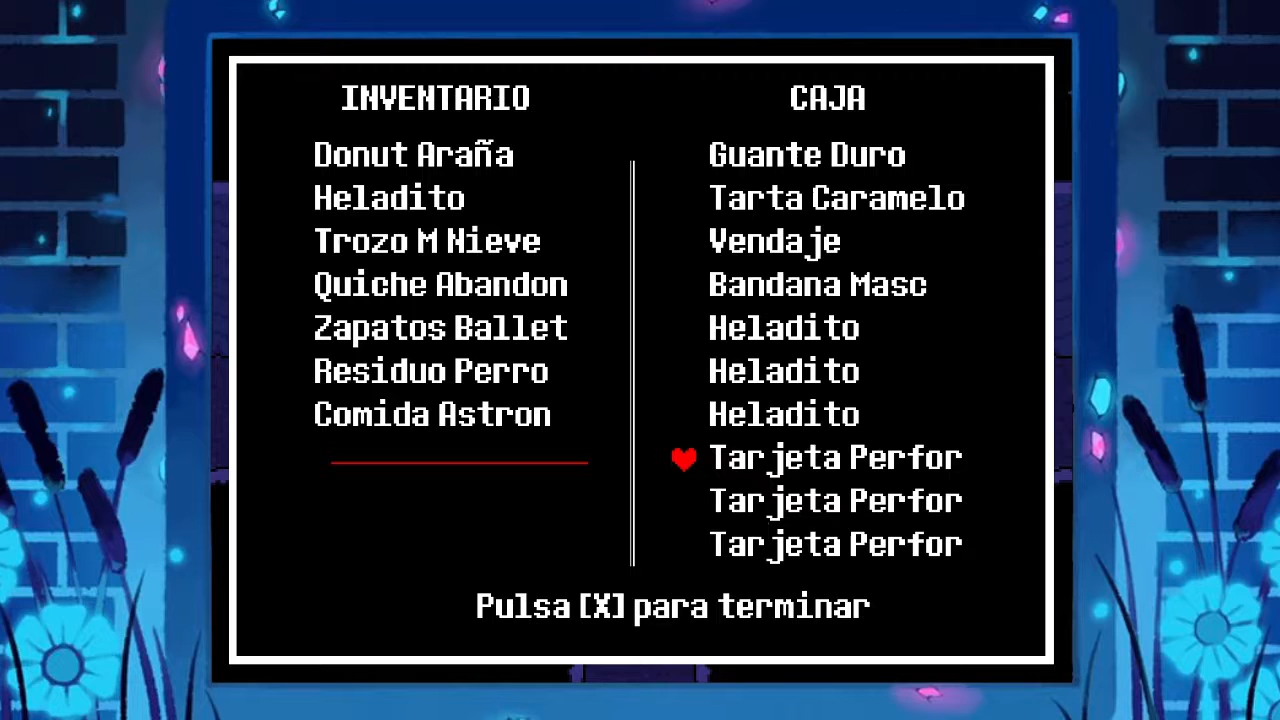 INVENTARIO
Donut Araña
Heladito
Trozo M Nieve
Quiche Abandon
Zapatos Ballet
Residuo Perro
Comida Astron
CAJA
Guante Duro
Tarta Caramelo
Vendaje
Bandana Masc
Heladito
Heladito
Heladito
Tarjeta Perfor
Tarjeta Perfor
Tarjeta Perfor
Pulsa [X] para terminar